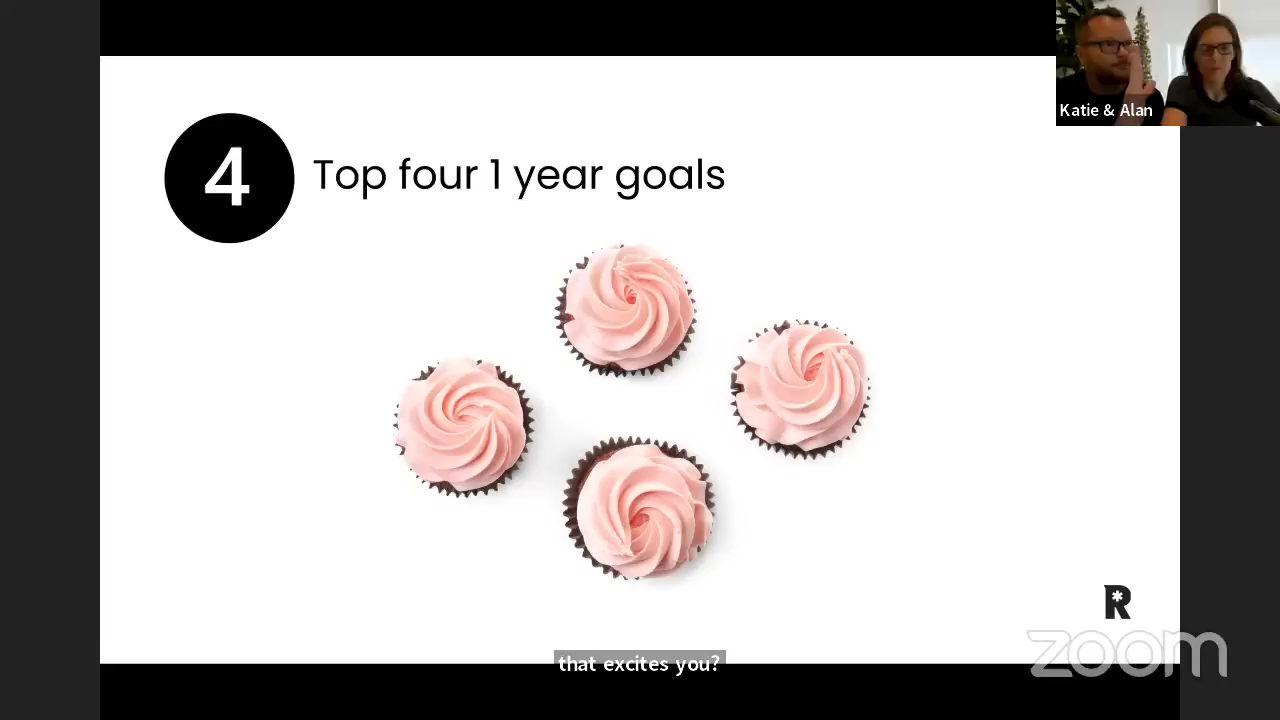 Katie & Alan
4 Top four 1 year goals
R
zoom
that excites you?